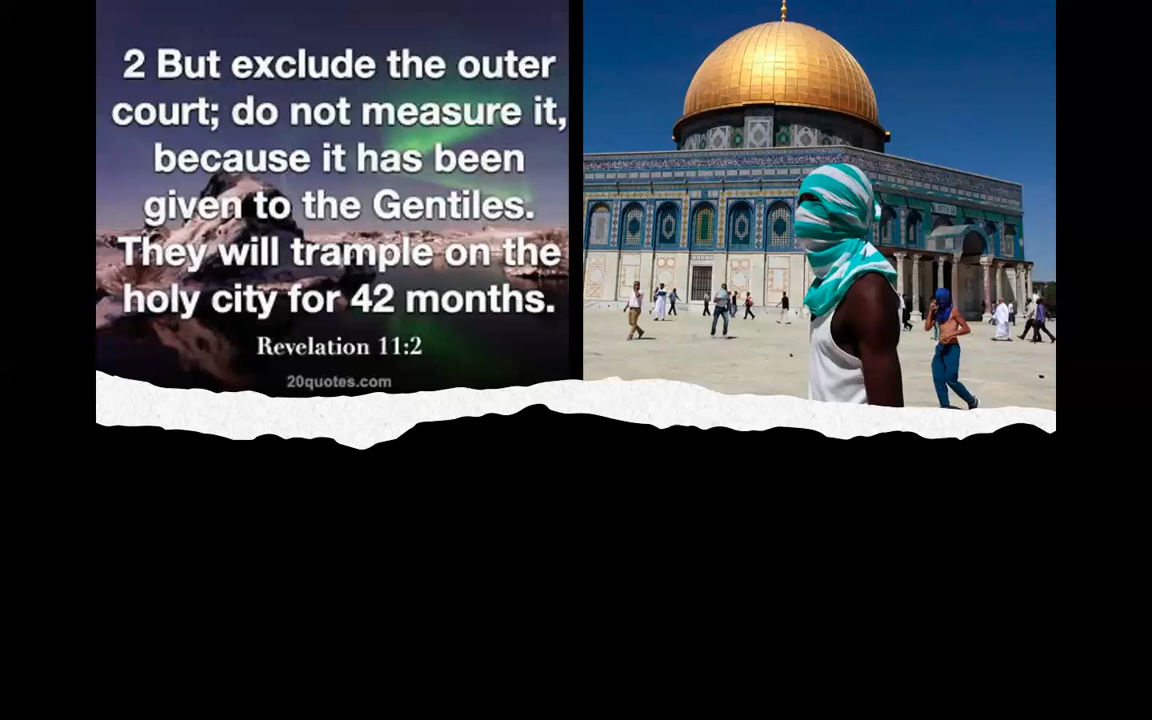 2 But exclude the outer
court; do not measure it,
because it has been
given to the Gentiles.
They will trample on the
holy city for 42 months.
Revelation 11:2
20quotes.com